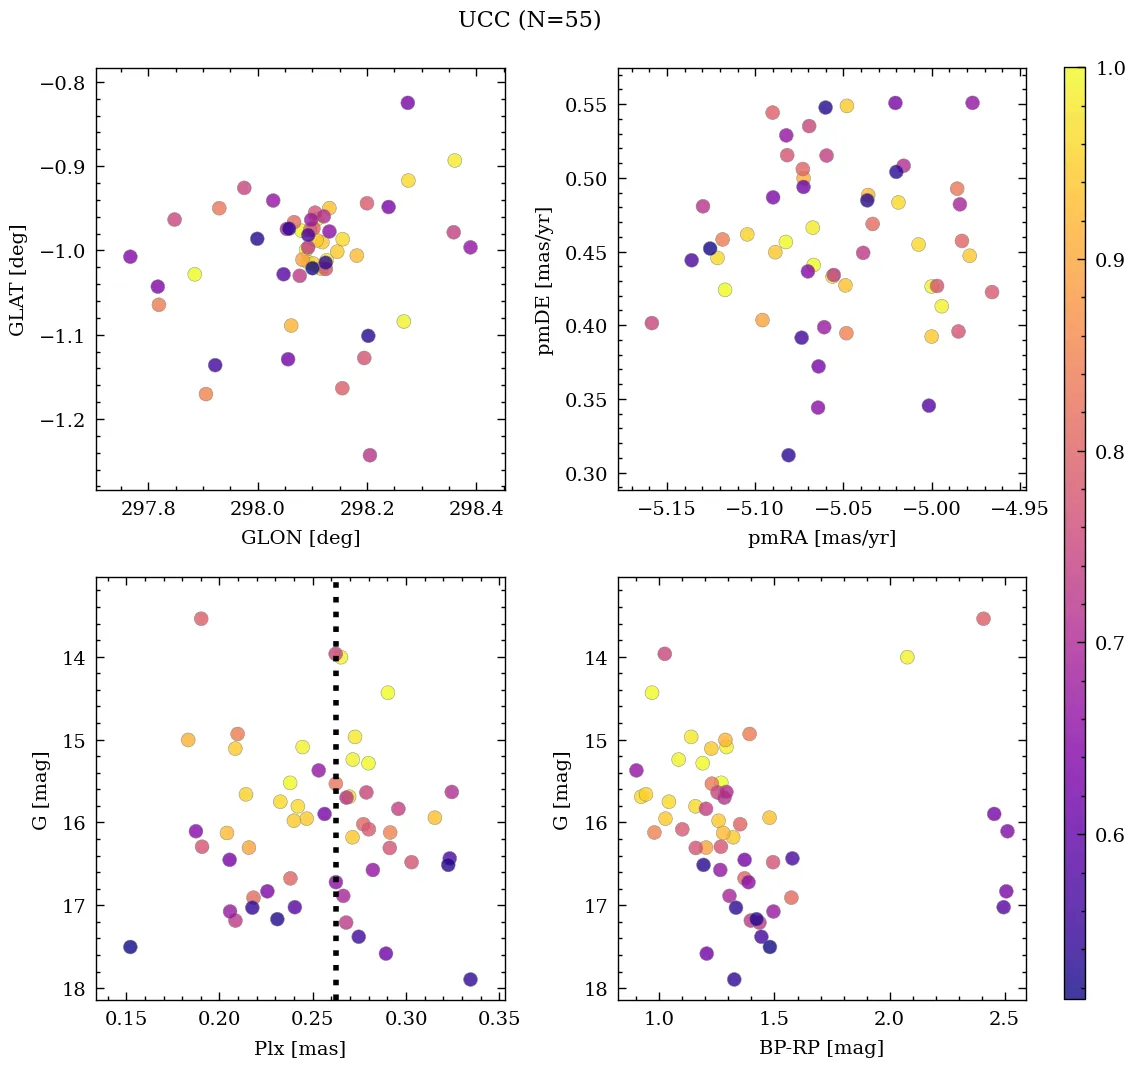 UCC (N=55)
−0.8
−0.9
−1.0
−1.1
−1.2
GLAT [deg]
297.8 298.0 298.2 298.4
GLON [deg]
0.55
0.50
0.45
0.40
0.35
0.30
pmDE [mas/yr]
−5.15 −5.10 −5.05 −5.00 −4.95
pmRA [mas/yr]
14
15
16
17
18
G [mag]
0.15 0.20 0.25 0.30 0.35
Plx [mas]
14
15
16
17
18
G [mag]
1.0 1.5 2.0 2.5
BP-RP [mag]
1.0
0.9
0.8
0.7
0.6